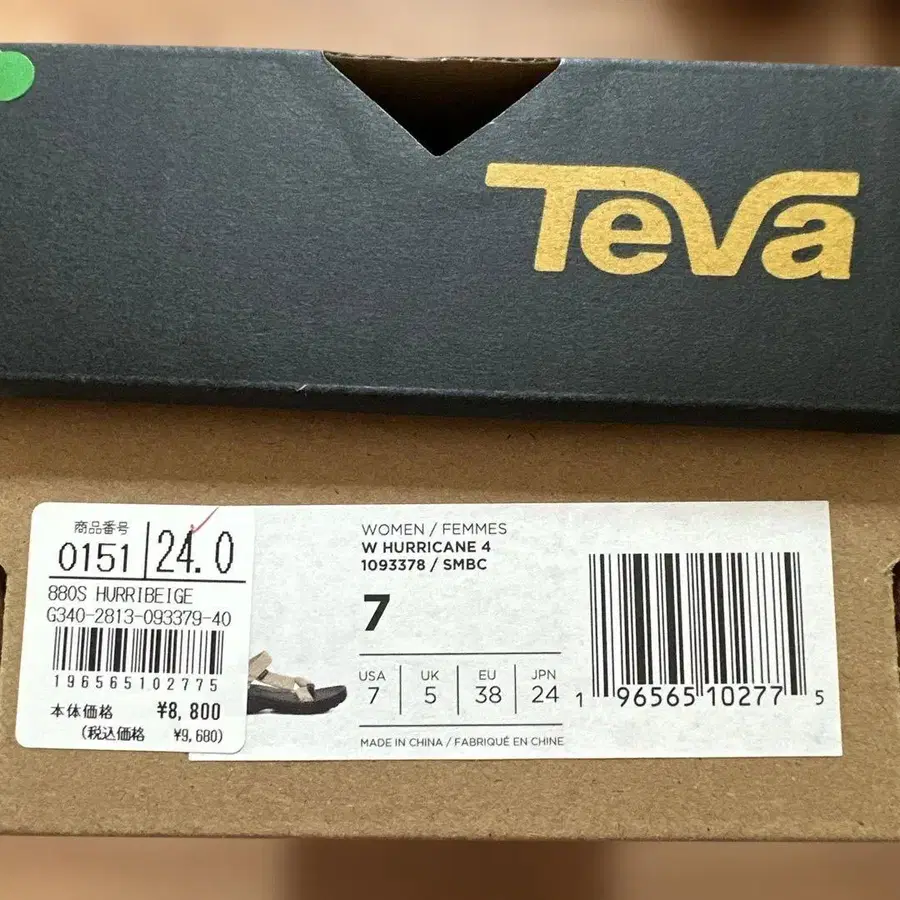 Teva
商品番号
0151
24.0
880S HURRIBEIGE
G340-2813-093379-40
196565102775
本体価格 ¥8,800
(税込価格 ¥9,680)
WOMEN / FEMMES
W HURRICANE 4
1093378 / SMBC
7
USA UK EU JPN
7 5 38 24
MADE IN CHINA / FABRIQUÉ EN CHINE
1 96565 10277 5